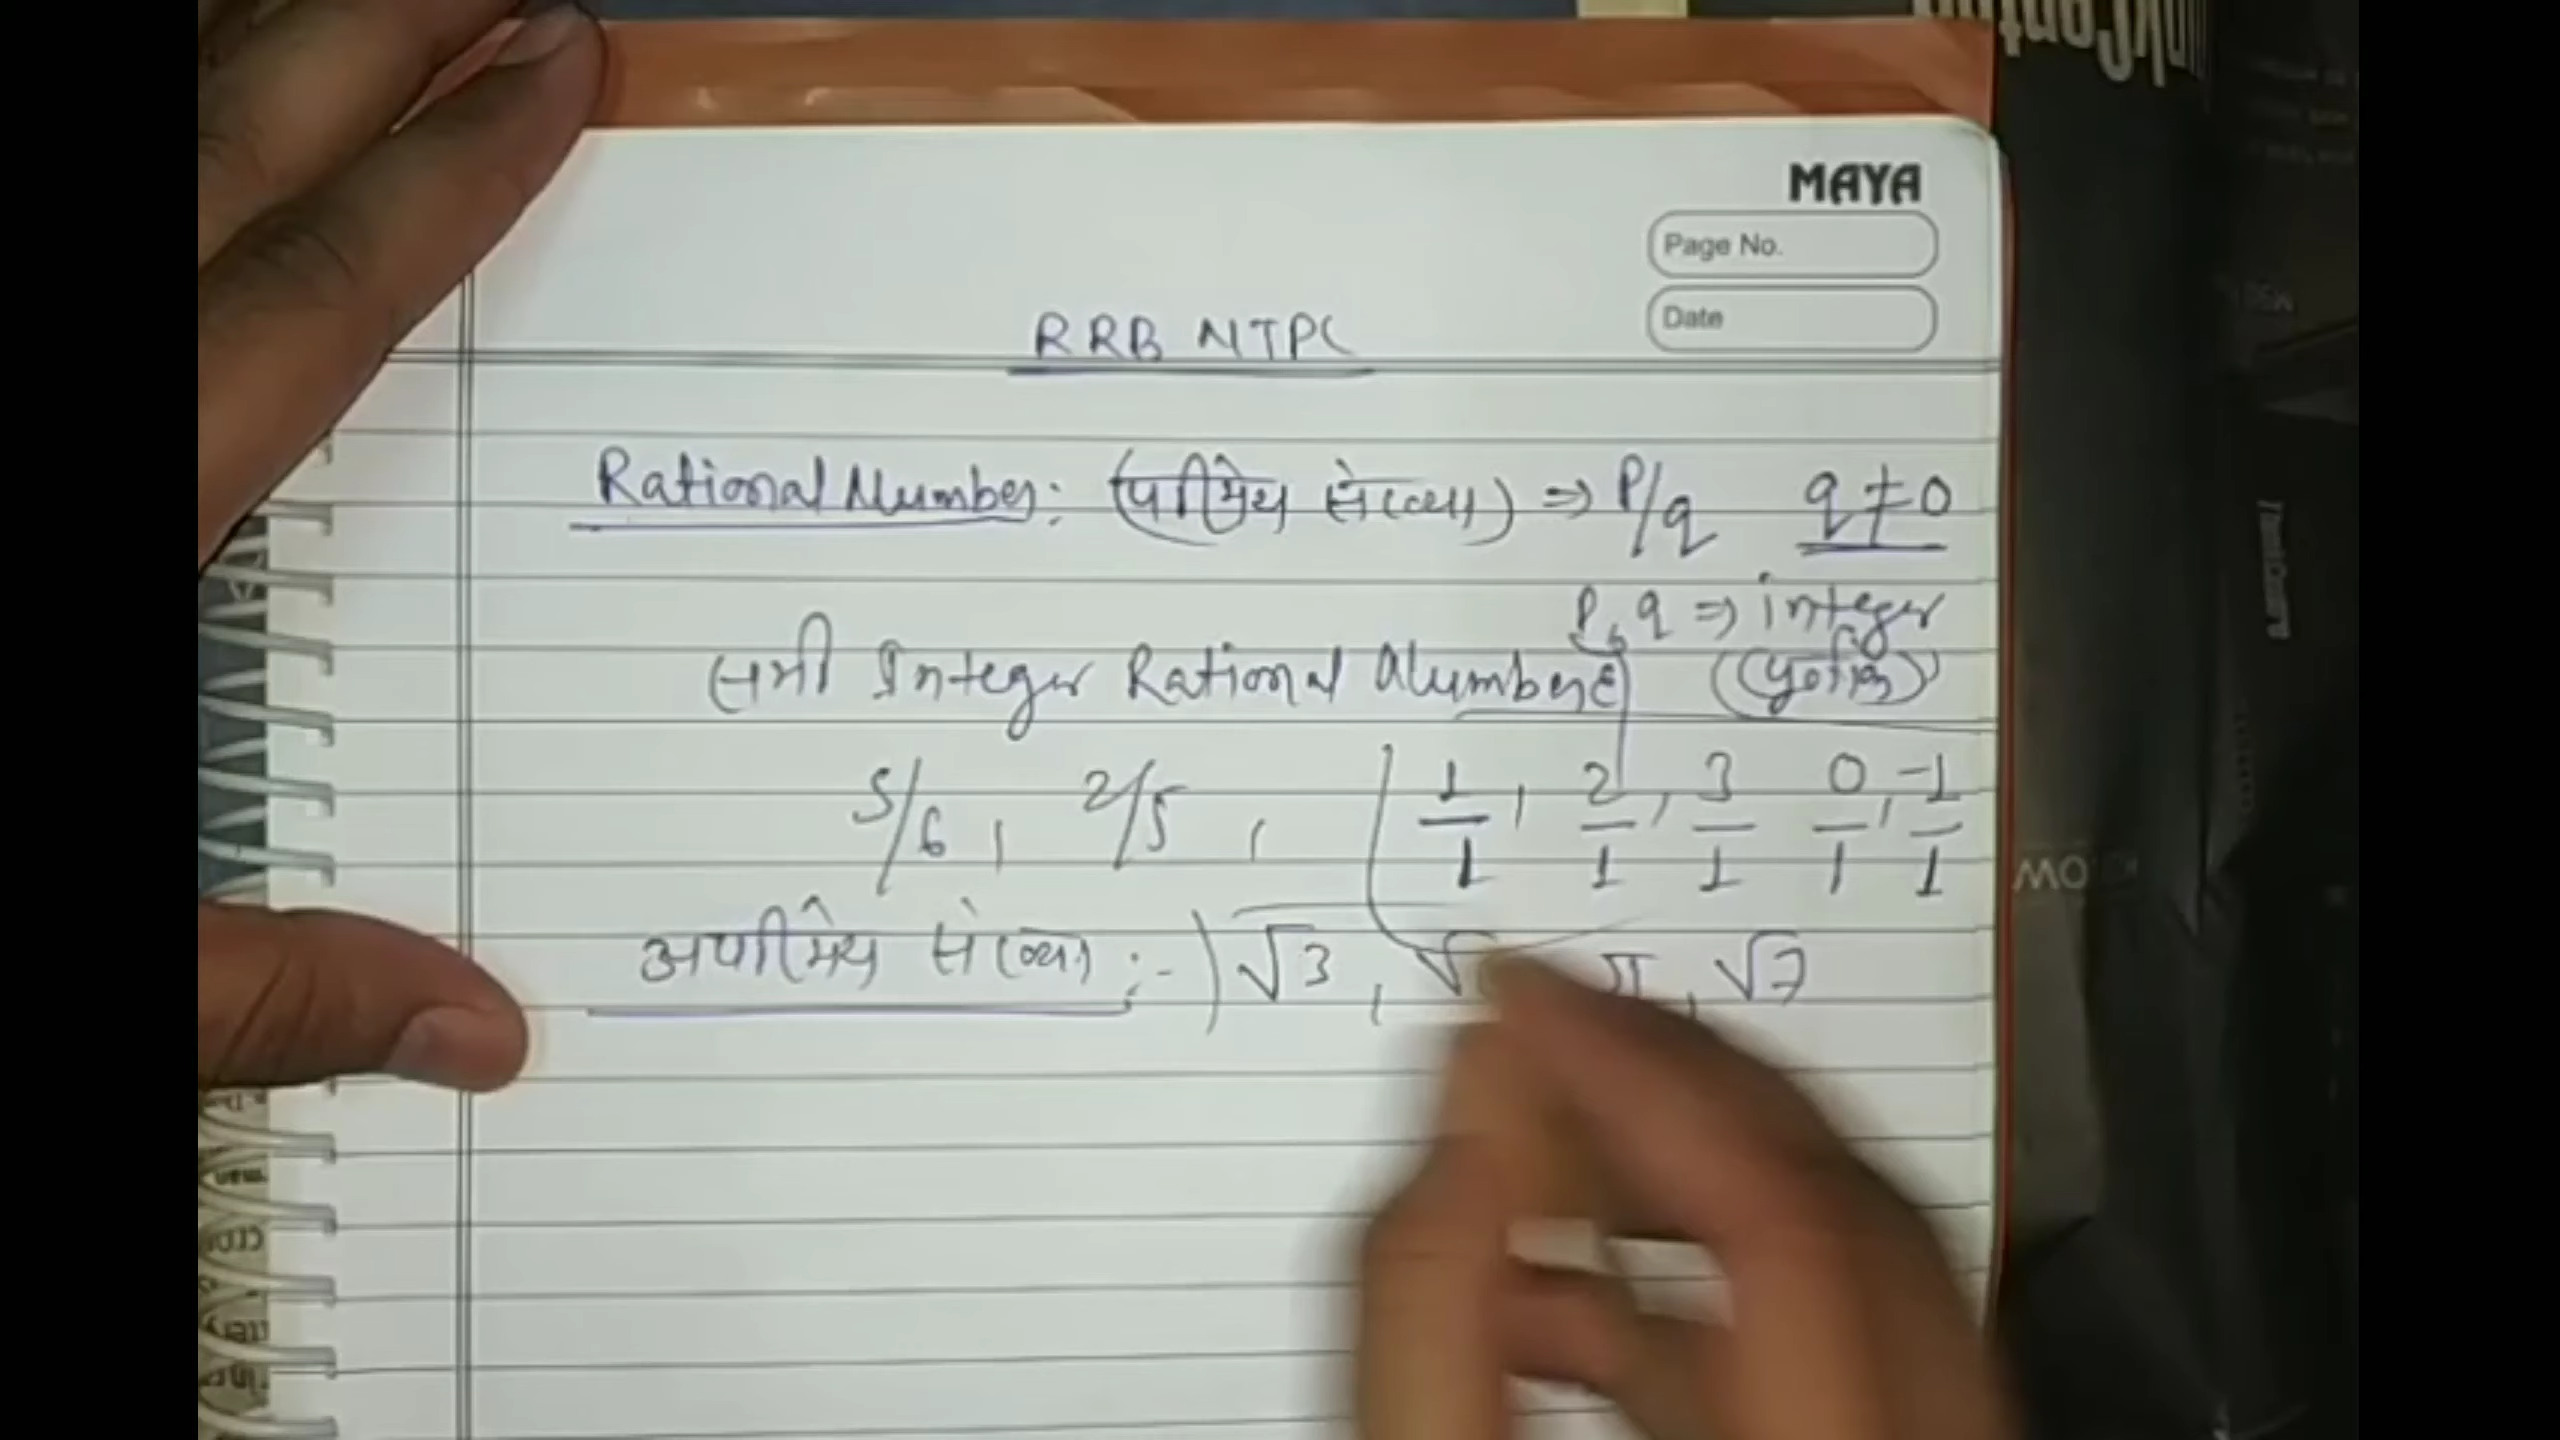 MAYA
Page No.
Date
RRB NTPC
Rational Number: (परीमेय संख्या) => P/q q ≠ 0
P, q => integer
सभी Integer Rational Number है (पूर्णांक)
5/6, 2/5, 1/1, 2/1, 3/1 0/1, -1/1
अपरीमेय संख्या :- √3, π, √7